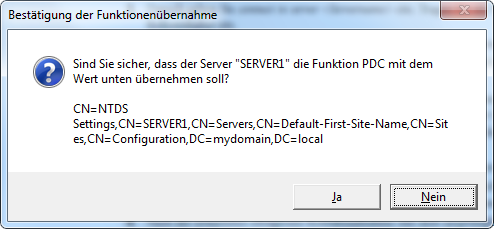 Bestätigung der Funktionenübernahme
Sind Sie sicher, dass der Server "SERVER1" die Funktion PDC mit dem
Wert unten übernehmen soll?
CN=NTDS
Settings,CN=SERVER1,CN=Servers,CN=Default-First-Site-Name,CN=Sit
es,CN=Configuration,DC=mydomain,DC=local
Ja
Nein